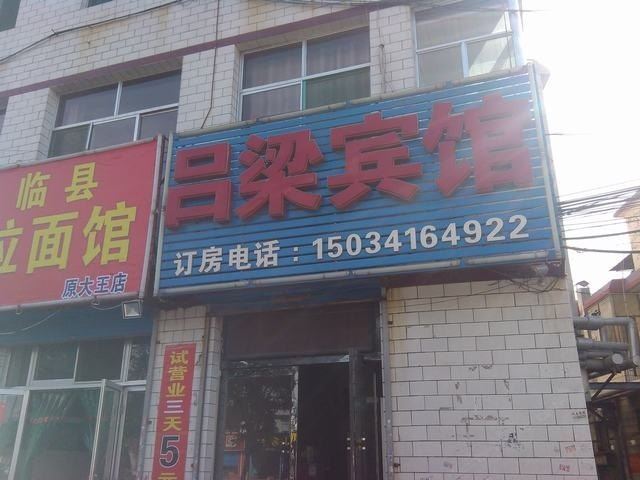 临县
拉面馆
原大王店
吕梁宾馆
订房电话：15034164922
试营业三天5元